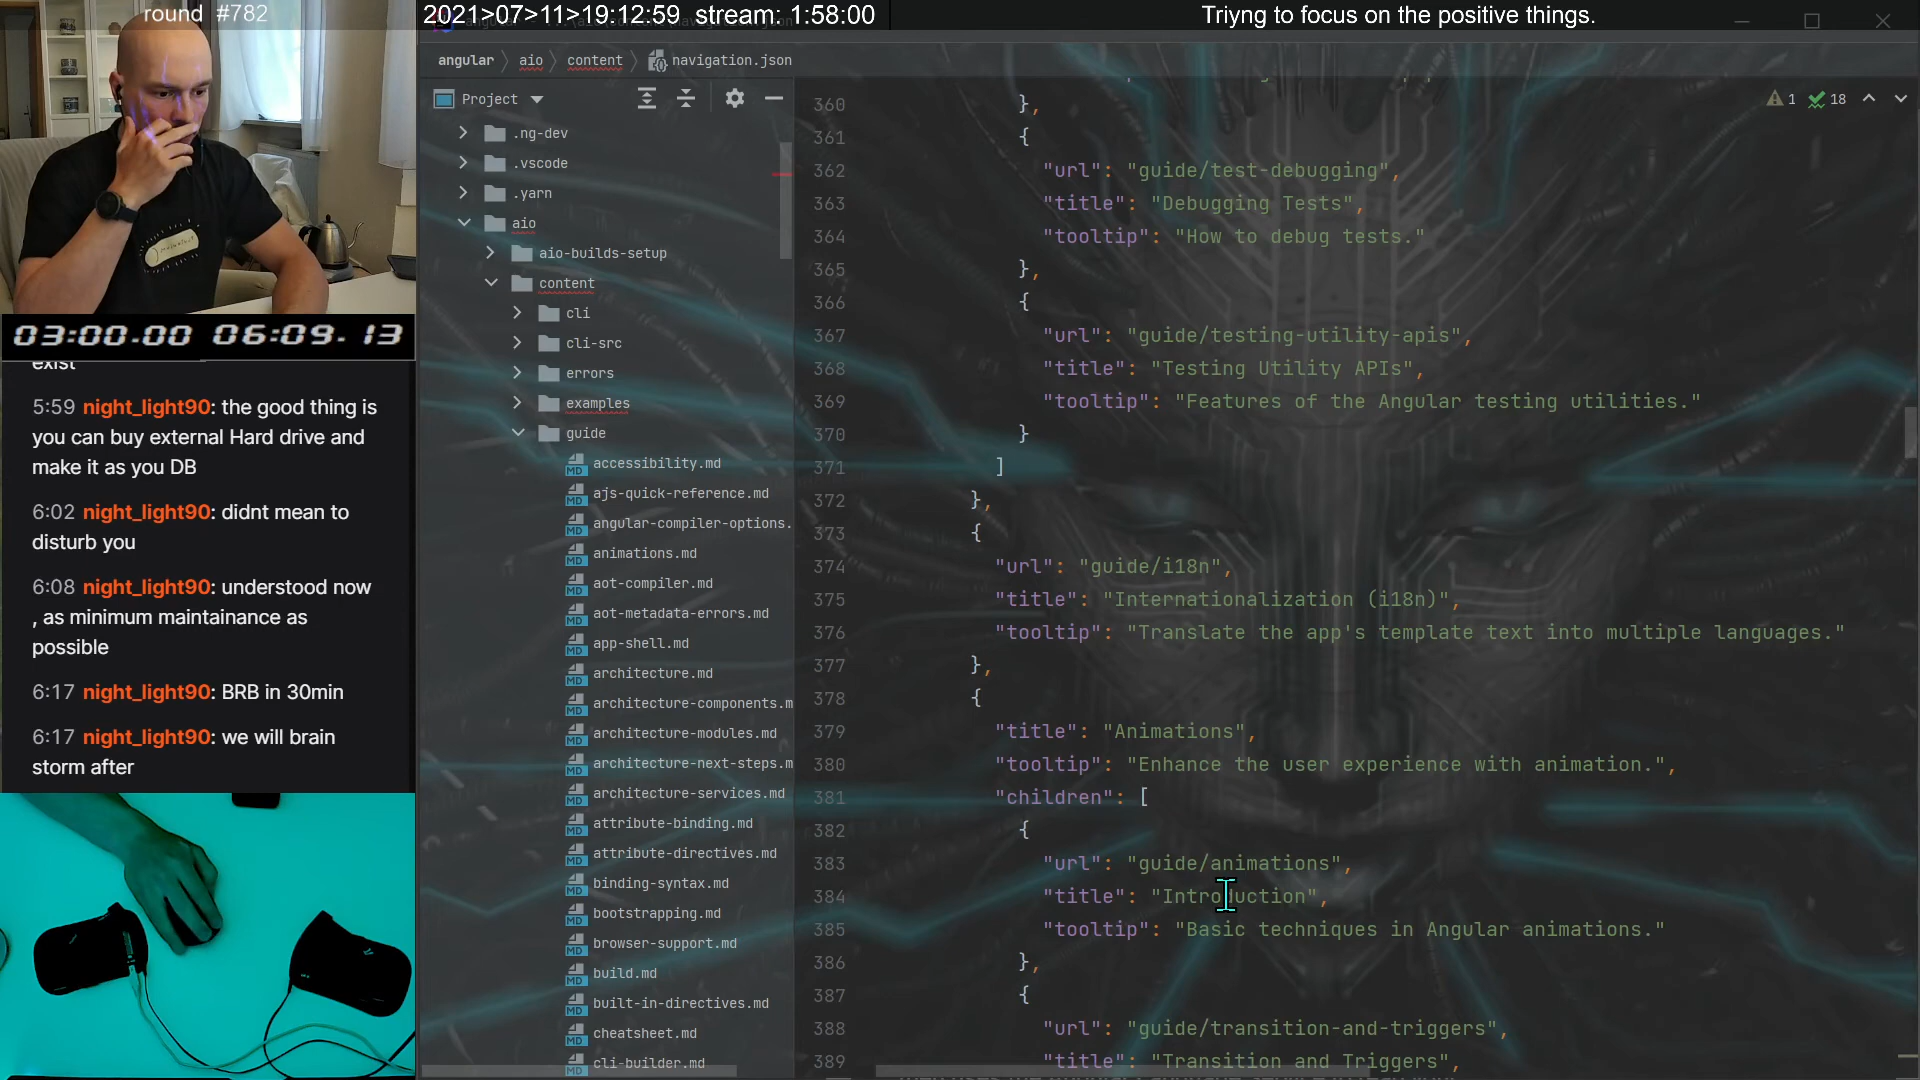 round #782
2021>07>11>19:12:59 stream: 1:58:00
Triyng to focus on the positive things.
angular
aio
content
navigation.json
Project
.ng-dev
.vscode
.yarn
aio
aio-builds-setup
content
cli
cli-src
errors
examples
guide
accessibility.md
ajs-quick-reference.md
angular-compiler-options.
animations.md
aot-compiler.md
aot-metadata-errors.md
app-shell.md
architecture.md
architecture-components.m
architecture-modules.md
architecture-next-steps.m
architecture-services.md
attribute-binding.md
attribute-directives.md
binding-syntax.md
bootstrapping.md
browser-support.md
build.md
built-in-directives.md
cheatsheet.md
cli-builder.md
1 18
360 },
361 {
362 "url": "guide/test-debugging",
363 "title": "Debugging Tests",
364 "tooltip": "How to debug tests."
365 },
366 {
367 "url": "guide/testing-utility-apis",
368 "title": "Testing Utility APIs",
369 "tooltip": "Features of the Angular testing utilities."
370 }
371 ]
372 },
373 {
374 "url": "guide/i18n",
375 "title": "Internationalization (i18n)",
376 "tooltip": "Translate the app's template text into multiple languages."
377 },
378 {
379 "title": "Animations",
380 "tooltip": "Enhance the user experience with animation.",
381 "children": [
382 {
383 "url": "guide/animations",
384 "title": "Introduction",
385 "tooltip": "Basic techniques in Angular animations."
386 },
387 {
388 "url": "guide/transition-and-triggers",
389 "title": "Transition and Triggers",
03:00.00 06:09.13
exist
5:59 night_light90: the good thing is
you can buy external Hard drive and
make it as you DB
6:02 night_light90: didnt mean to
disturb you
6:08 night_light90: understood now
, as minimum maintainance as
possible
6:17 night_light90: BRB in 30min
6:17 night_light90: we will brain
storm after